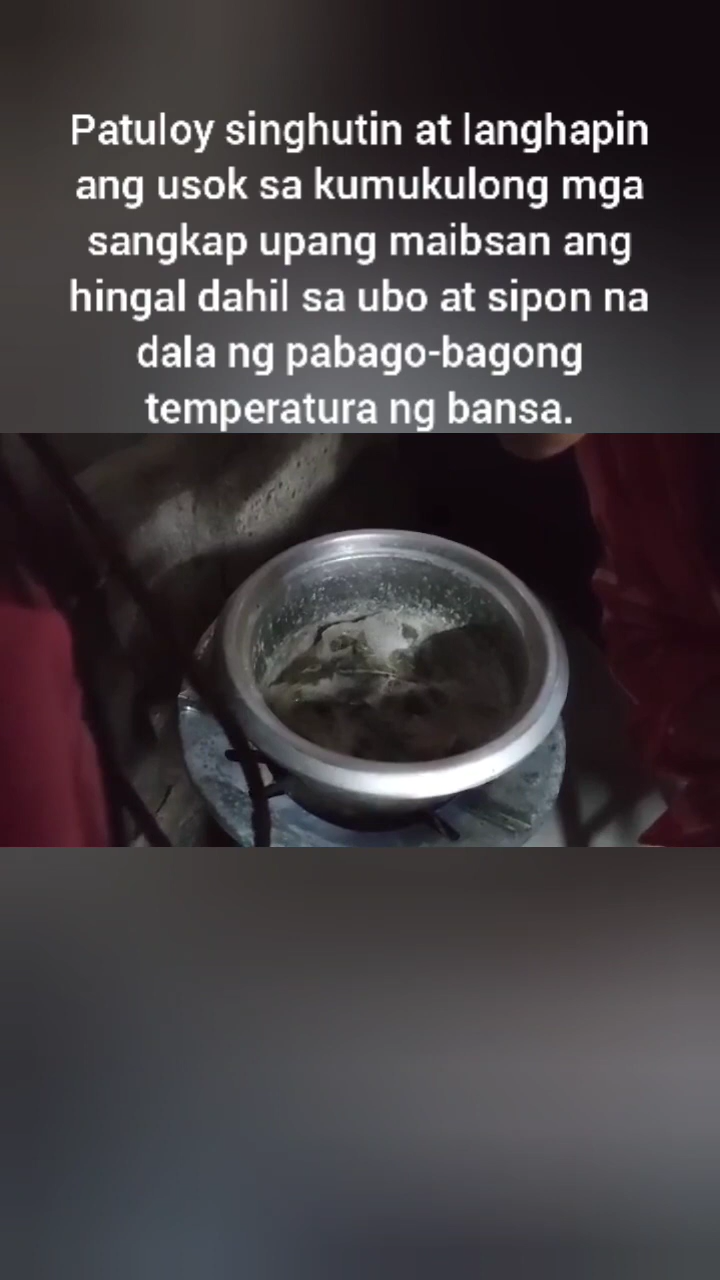 Patuloy singhutin at langhapin
ang usok sa kumukulong mga
sangkap upang maibsan ang
hingal dahil sa ubo at sipon na
dala ng pabago-bagong
temperatura ng bansa.